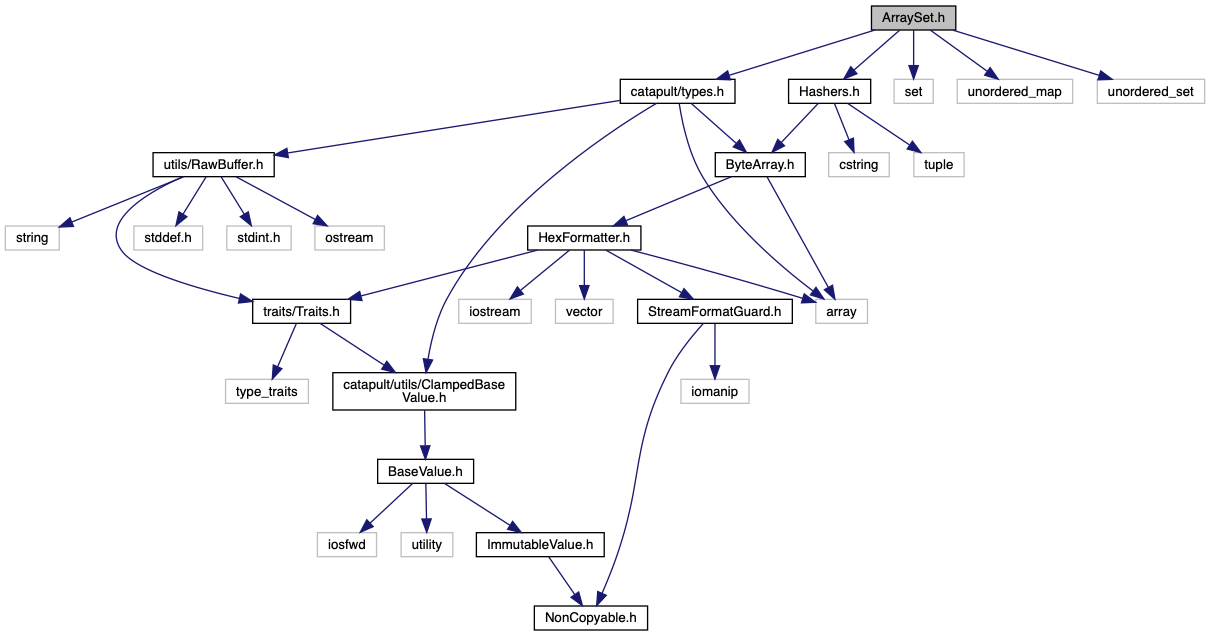 ArraySet.h
catapult/types.h
Hashers.h
set
unordered_map
unordered_set
utils/RawBuffer.h
ByteArray.h
cstring
tuple
string
stddef.h
stdint.h
ostream
HexFormatter.h
traits/Traits.h
iostream
vector
StreamFormatGuard.h
array
type_traits
catapult/utils/ClampedBase
Value.h
iomanip
BaseValue.h
iosfwd
utility
ImmutableValue.h
NonCopyable.h